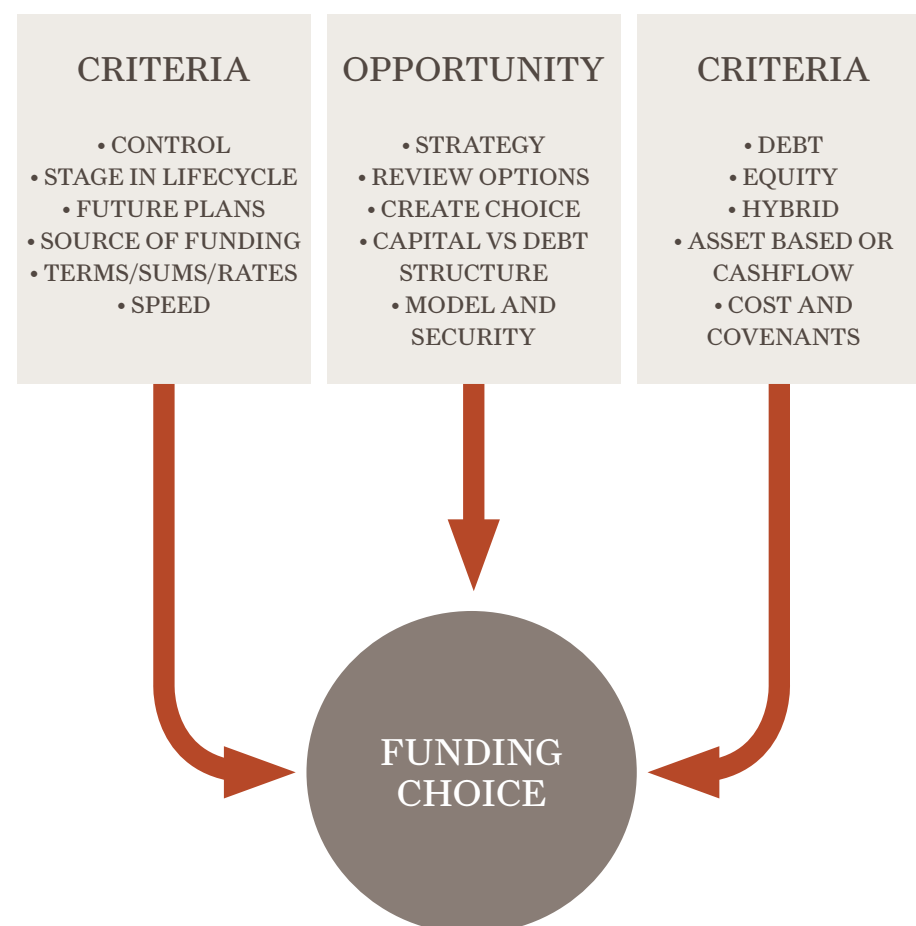 CRITERIA
• CONTROL
• STAGE IN LIFECYCLE
• FUTURE PLANS
• SOURCE OF FUNDING
• TERMS/SUMS/RATES
• SPEED
OPPORTUNITY
• STRATEGY
• REVIEW OPTIONS
• CREATE CHOICE
• CAPITAL VS DEBT
STRUCTURE
• MODEL AND
SECURITY
CRITERIA
• DEBT
• EQUITY
• HYBRID
• ASSET BASED OR
CASHFLOW
• COST AND
COVENANTS
FUNDING
CHOICE